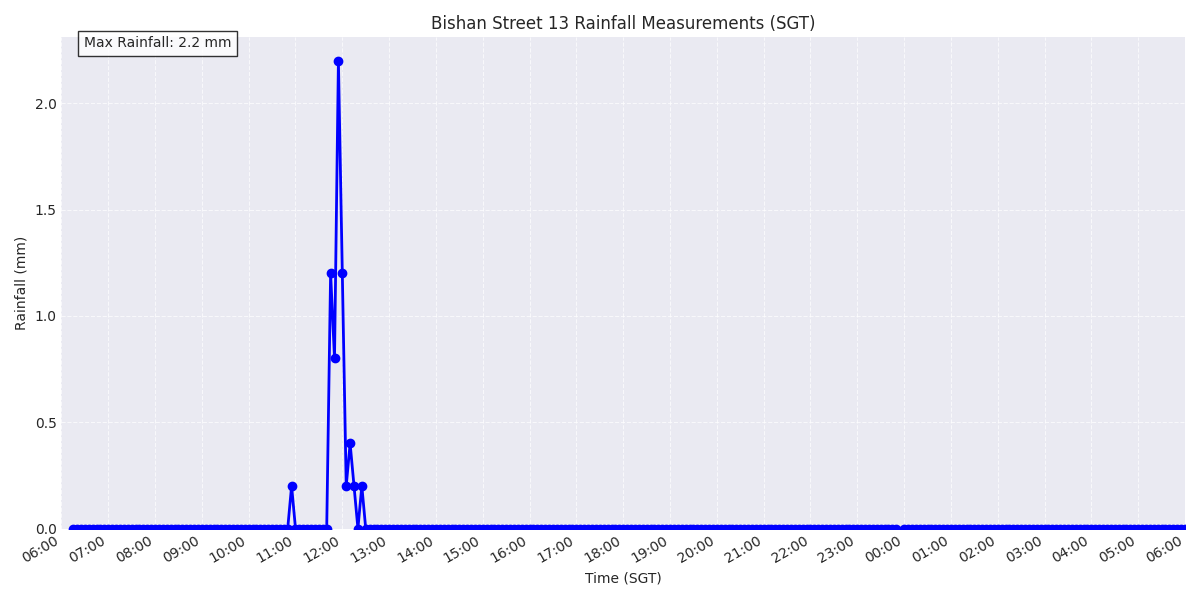 Bishan Street 13 Rainfall Measurements (SGT)
Max Rainfall: 2.2 mm
Rainfall (mm)
2.0
1.5
1.0
0.5
0.0
06:00 07:00 08:00 09:00 10:00 11:00 12:00 13:00 14:00 15:00 16:00 17:00 18:00 19:00 20:00 21:00 22:00 23:00 00:00 01:00 02:00 03:00 04:00 05:00 06:00
Time (SGT)